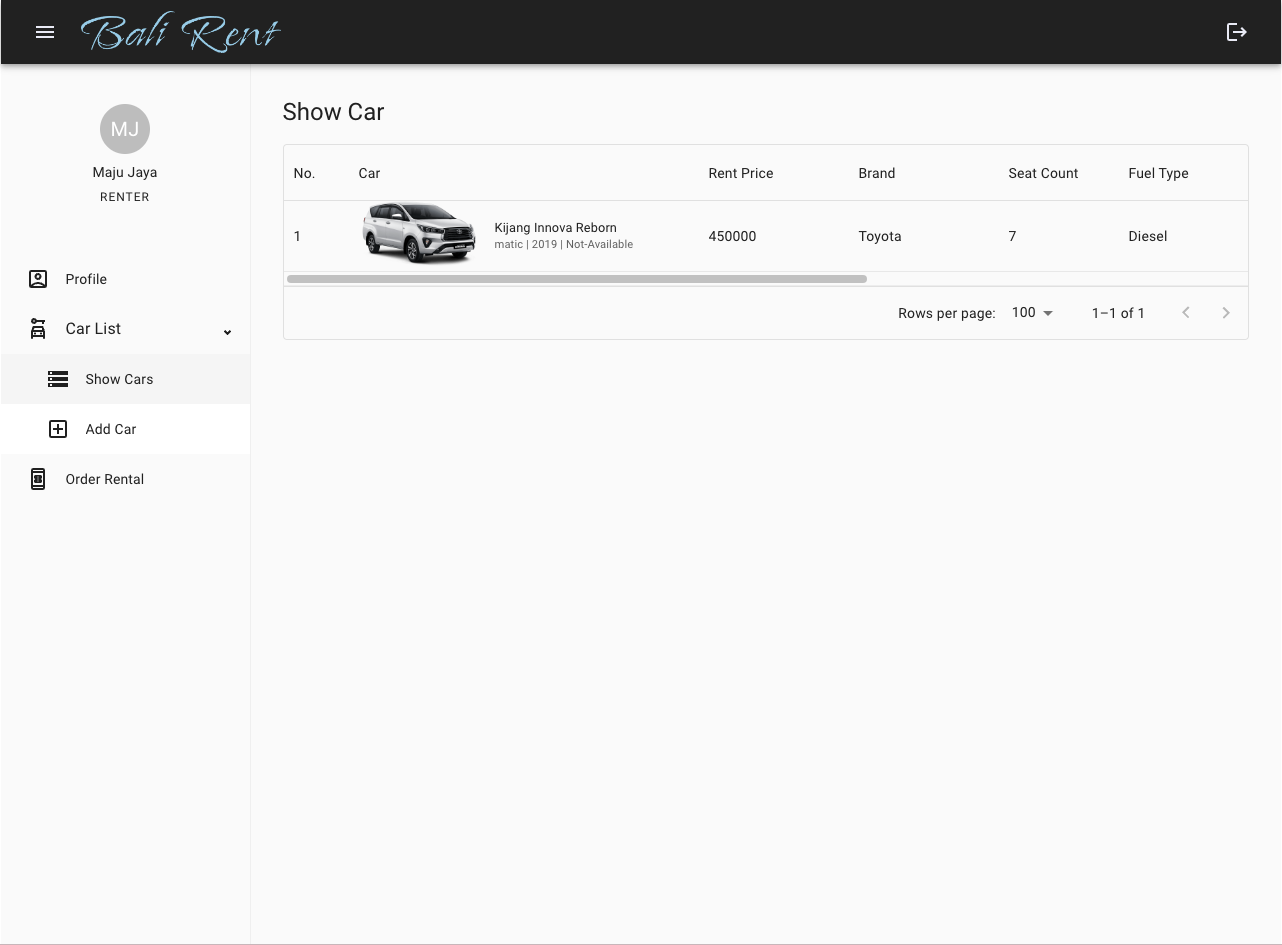 Bali Rent
MJ
Maju Jaya
RENTER
Profile
Car List
Show Cars
Add Car
Order Rental
Show Car
No. Car Rent Price Brand Seat Count Fuel Type
1 Kijang Innova Reborn 450000 Toyota 7 Diesel
matic | 2019 | Not-Available
Rows per page: 100 1–1 of 1